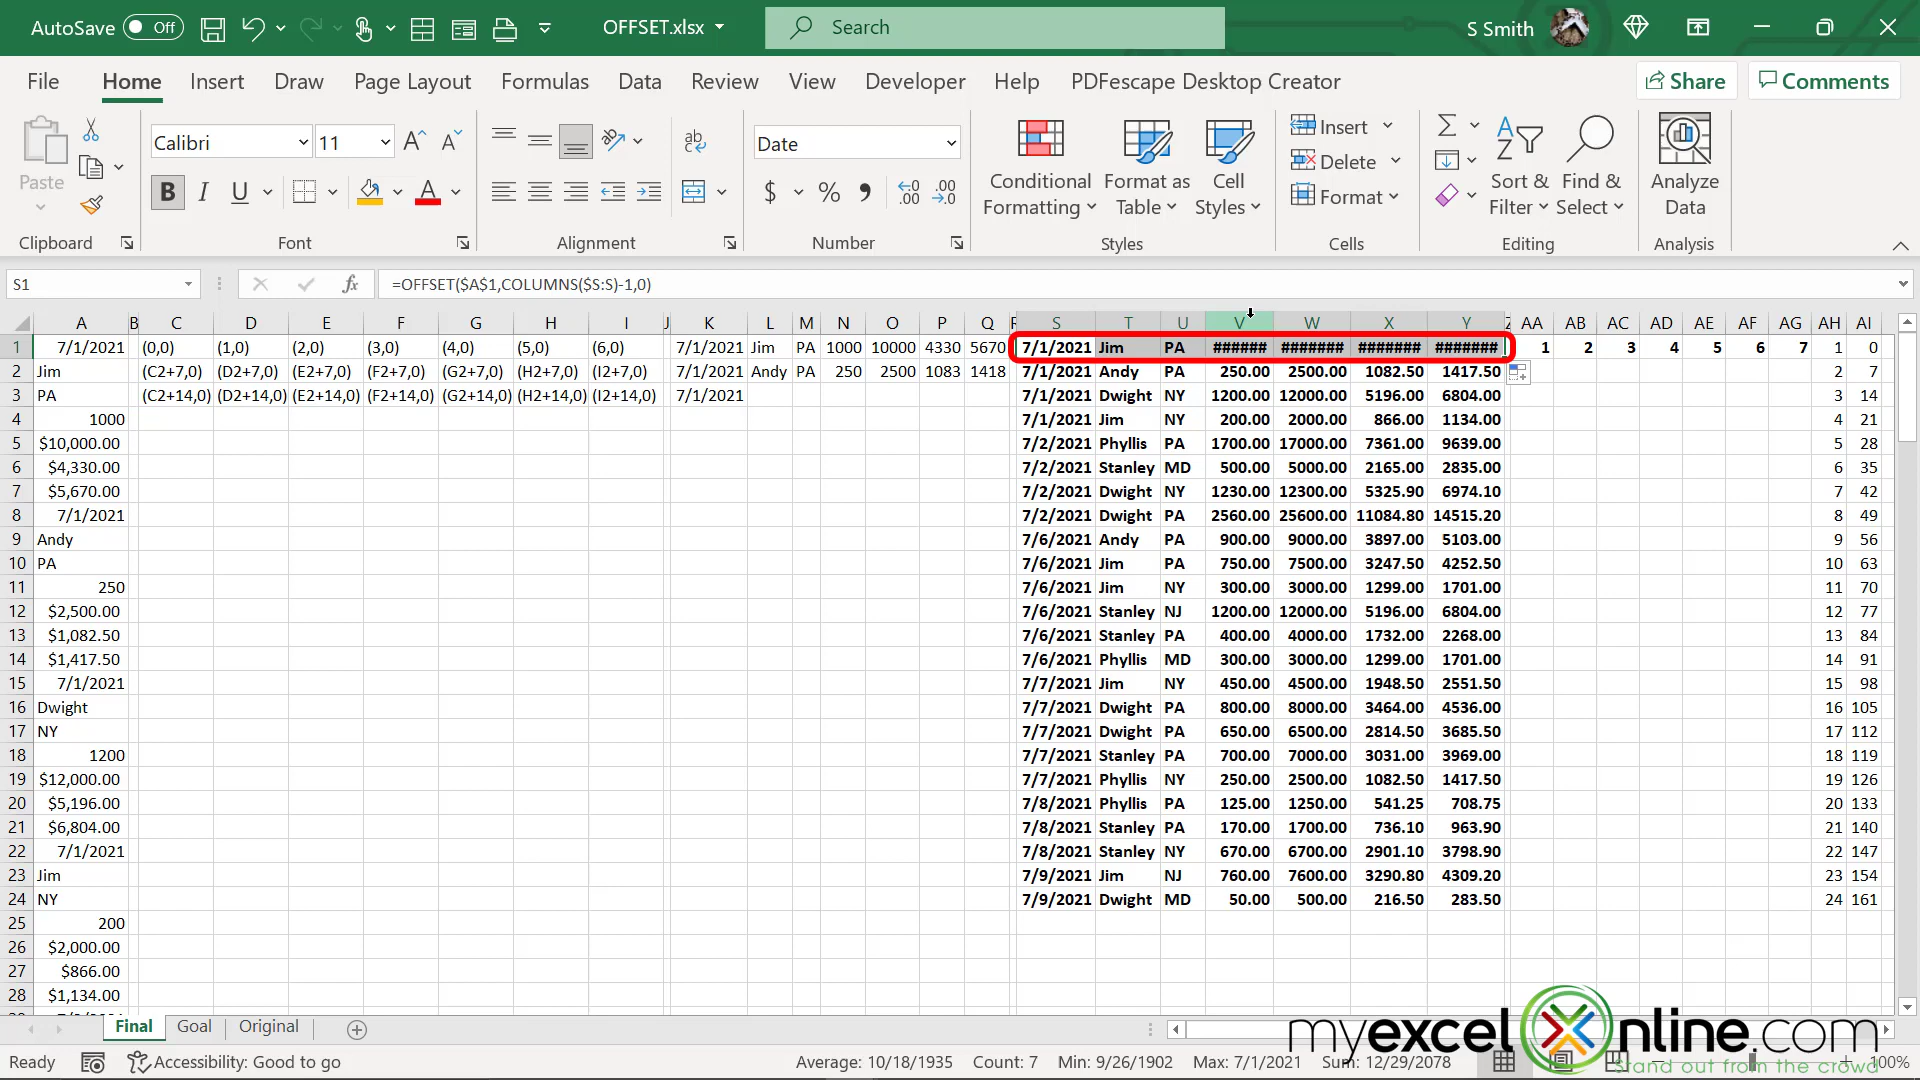 AutoSave Off OFFSET.xlsx Search S Smith
File Home Insert Draw Page Layout Formulas Data Review View Developer Help PDFescape Desktop Creator Share Comments
Paste Calibri 11 Date Conditional Formatting Format as Table Cell Styles Insert Delete Format Sort & Filter Find & Select Analyze Data
Clipboard Font Alignment Number Styles Cells Editing Analysis
S1 fx =OFFSET($A$1,COLUMNS($S:S)-1,0)
A B C D E F G H I J K L M N O P Q R S T U V W X Y Z AA AB AC AD AE AF AG AH AI
1 7/1/2021 (0,0) (1,0) (2,0) (3,0) (4,0) (5,0) (6,0) 7/1/2021 Jim PA 1000 10000 4330 5670 7/1/2021 Jim PA ###### ####### ####### ####### 1 2 3 4 5 6 7 1 0
2 Jim (C2+7,0) (D2+7,0) (E2+7,0) (F2+7,0) (G2+7,0) (H2+7,0) (I2+7,0) 7/1/2021 Andy PA 250 2500 1083 1418 7/1/2021 Andy PA 250.00 2500.00 1082.50 1417.50 2 7
3 PA (C2+14,0) (D2+14,0) (E2+14,0) (F2+14,0) (G2+14,0) (H2+14,0) (I2+14,0) 7/1/2021 7/1/2021 Dwight NY 1200.00 12000.00 5196.00 6804.00 3 14
4 1000 7/1/2021 Jim NY 200.00 2000.00 866.00 1134.00 4 21
5 $10,000.00 7/2/2021 Phyllis PA 1700.00 17000.00 7361.00 9639.00 5 28
6 $4,330.00 7/2/2021 Stanley MD 500.00 5000.00 2165.00 2835.00 6 35
7 $5,670.00 7/2/2021 Dwight NY 1230.00 12300.00 5325.90 6974.10 7 42
8 7/1/2021 7/2/2021 Dwight PA 2560.00 25600.00 11084.80 14515.20 8 49
9 Andy 7/6/2021 Andy PA 900.00 9000.00 3897.00 5103.00 9 56
10 PA 7/6/2021 Jim PA 750.00 7500.00 3247.50 4252.50 10 63
11 250 7/6/2021 Jim NY 300.00 3000.00 1299.00 1701.00 11 70
12 $2,500.00 7/6/2021 Stanley NJ 1200.00 12000.00 5196.00 6804.00 12 77
13 $1,082.50 7/6/2021 Stanley PA 400.00 4000.00 1732.00 2268.00 13 84
14 $1,417.50 7/6/2021 Phyllis MD 300.00 3000.00 1299.00 1701.00 14 91
15 7/1/2021 7/7/2021 Jim NY 450.00 4500.00 1948.50 2551.50 15 98
16 Dwight 7/7/2021 Dwight PA 800.00 8000.00 3464.00 4536.00 16 105
17 NY 7/7/2021 Dwight PA 650.00 6500.00 2814.50 3685.50 17 112
18 1200 7/7/2021 Stanley PA 700.00 7000.00 3031.00 3969.00 18 119
19 $12,000.00 7/7/2021 Phyllis NY 250.00 2500.00 1082.50 1417.50 19 126
20 $5,196.00 7/8/2021 Phyllis PA 125.00 1250.00 541.25 708.75 20 133
21 $6,804.00 7/8/2021 Stanley PA 170.00 1700.00 736.10 963.90 21 140
22 7/1/2021 7/8/2021 Stanley NY 670.00 6700.00 2901.10 3798.90 22 147
23 Jim 7/9/2021 Jim NJ 760.00 7600.00 3290.80 4309.20 23 154
24 NY 7/9/2021 Dwight MD 50.00 500.00 216.50 283.50 24 161
25 200
26 $2,000.00
27 $866.00
28 $1,134.00
Final Goal Original
myexcelonline.com
Ready Accessibility: Good to go Average: 10/18/1935 Count: 7 Min: 9/26/1902 Max: 7/1/2021 Sum: 12/29/2078 100%
Stand out from the crowd